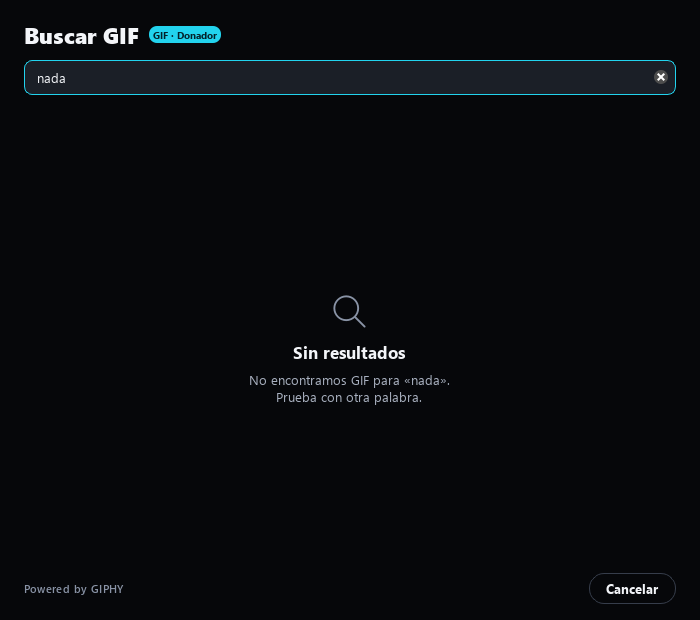 Buscar GIF
GIF · Donador
nada
Sin resultados
No encontramos GIF para «nada».
Prueba con otra palabra.
Powered by GIPHY
Cancelar